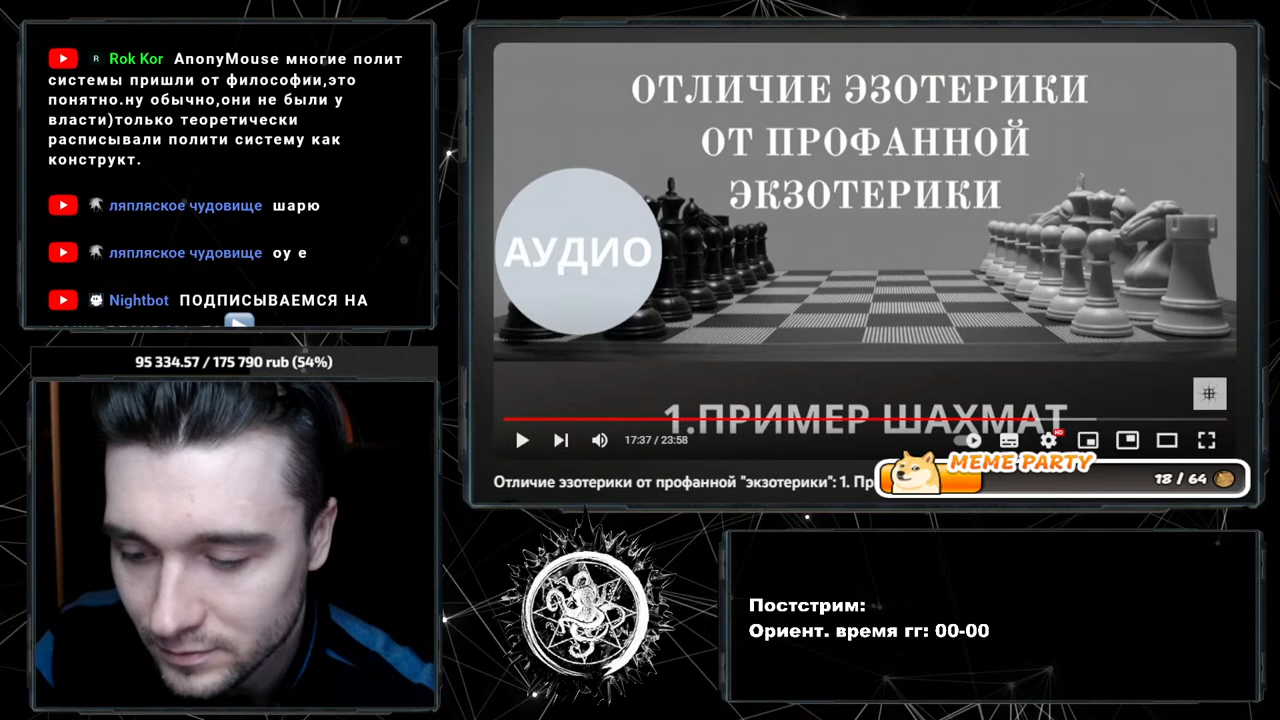 R Rok Kor AnonyMouse многие полит
системы пришли от философии,это
понятно.ну обычно,они не были у
власти)только теоретически
расписывали полити систему как
конструкт.
ляпляское чудовище шарю
ляпляское чудовище оу е
Nightbot ПОДПИСЫВАЕМСЯ НА
95 334.57 / 175 790 rub (54%)
ОТЛИЧИЕ ЭЗОТЕРИКИ
ОТ ПРОФАННОЙ
ЭКЗОТЕРИКИ
АУДИО
1.ПРИМЕР ШАХМАТ
17:37 / 23:58
HD
Отличие эзотерики от профанной "экзотерики": 1. Пр
MEME PARTY
18 / 64
Постстрим:
Ориент. время гг: 00-00